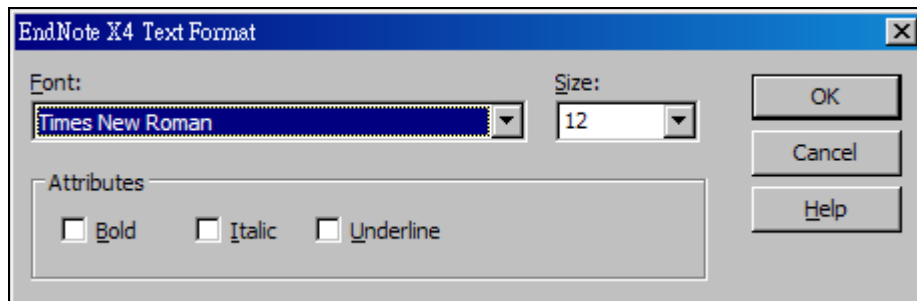 EndNote X4 Text Format
Font:
Size:
Times New Roman
12
OK
Cancel
Help
Attributes
Bold
Italic
Underline